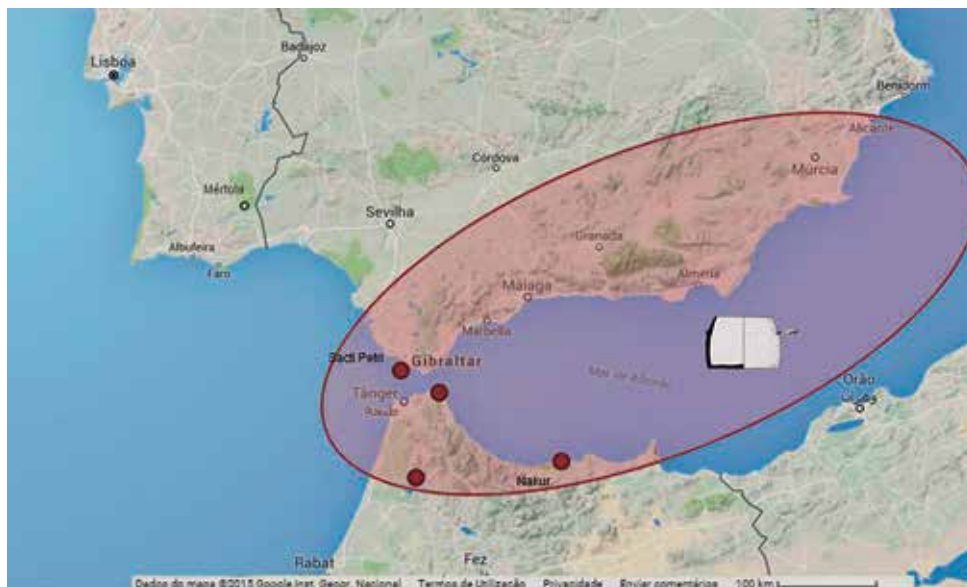 Badajoz
Lisboa
Benidorm
Alicante
Córdova
Múrcia
Mértola
Sevilha
Albufeira
Granada
Faro
Almeria
Málaga
Marbella
Sacti Petri
Gibraltar
Mar de Alborão
Tânger
Orão
وهران
Nakur
Rabat
Fez
Dados do mapa ©2015 Google Inst. Geogr. Nacional Termos de Utilização Privacidade Enviar comentários 100 km